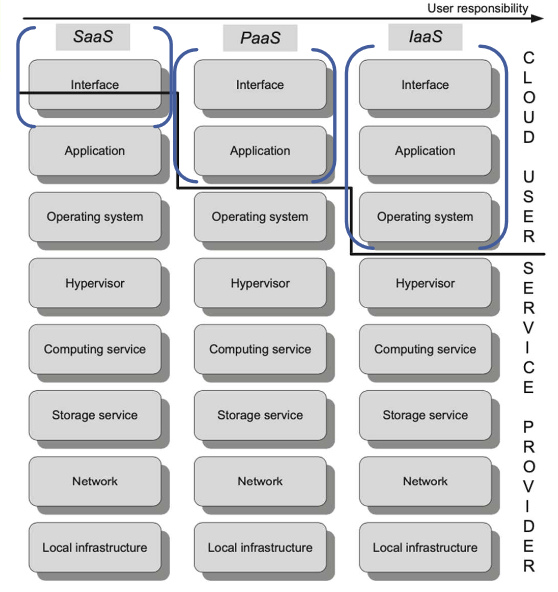 User responsibility
SaaS PaaS IaaS
Interface Interface Interface
Application Application Application
Operating system Operating system Operating system
Hypervisor Hypervisor Hypervisor
Computing service Computing service Computing service
Storage service Storage service Storage service
Network Network Network
Local infrastructure Local infrastructure Local infrastructure
CLOUD USER
SERVICE PROVIDER